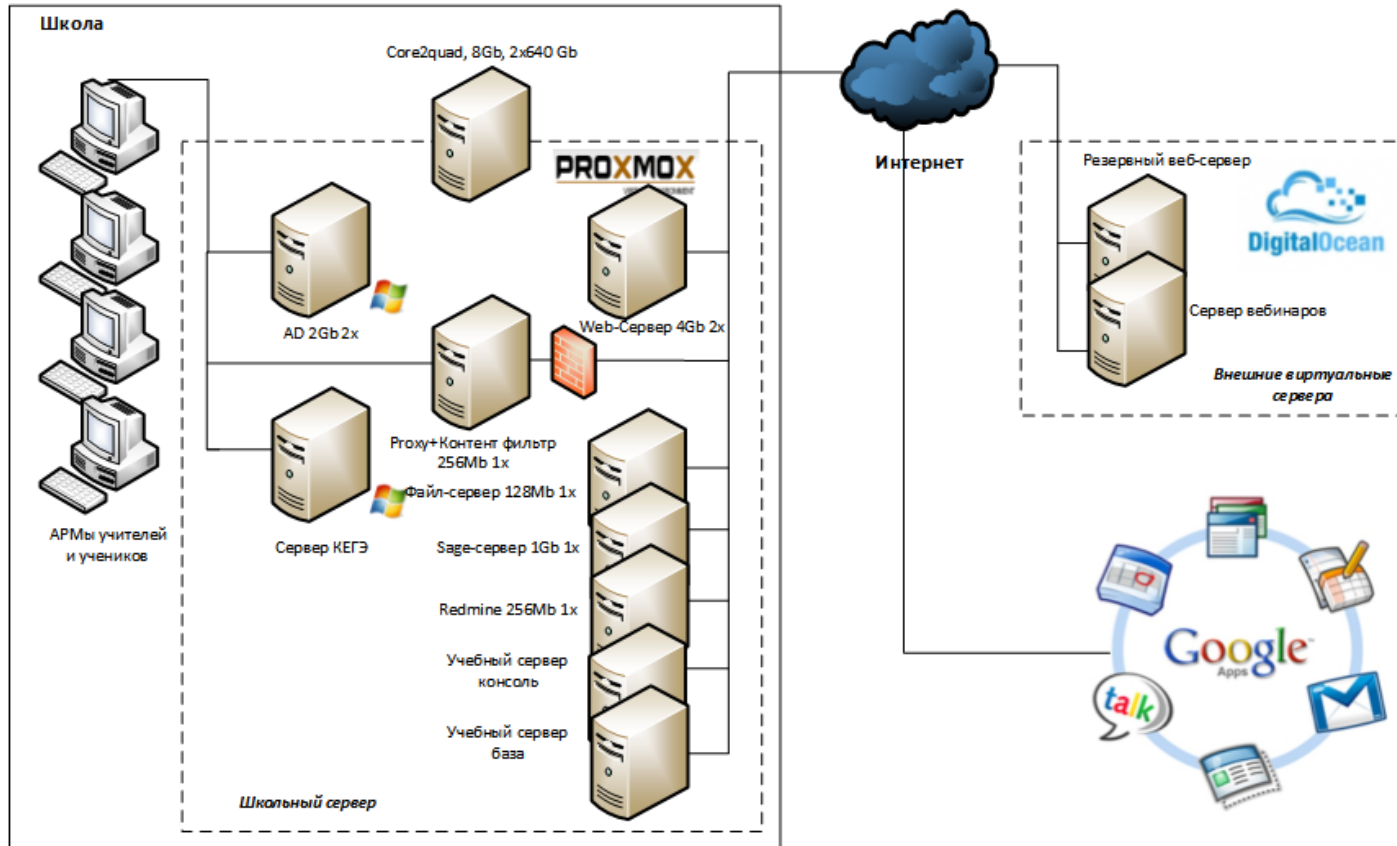 Школа
Core2quad, 8Gb, 2x640 Gb
PROXMOX
Интернет
Резервный веб-сервер
DigitalOcean
AD 2Gb 2x
Web-Сервер 4Gb 2x
Сервер вебинаров
Внешние виртуальные
сервера
Proxy+Контент фильтр
256Mb 1x
Файл-сервер 128Mb 1x
АРМы учителей
и учеников
Сервер КЕГЭ
Sage-сервер 1Gb 1x
Redmine 256Mb 1x
Учебный сервер
консоль
Учебный сервер
база
Школьный сервер
Google™
Apps
talk